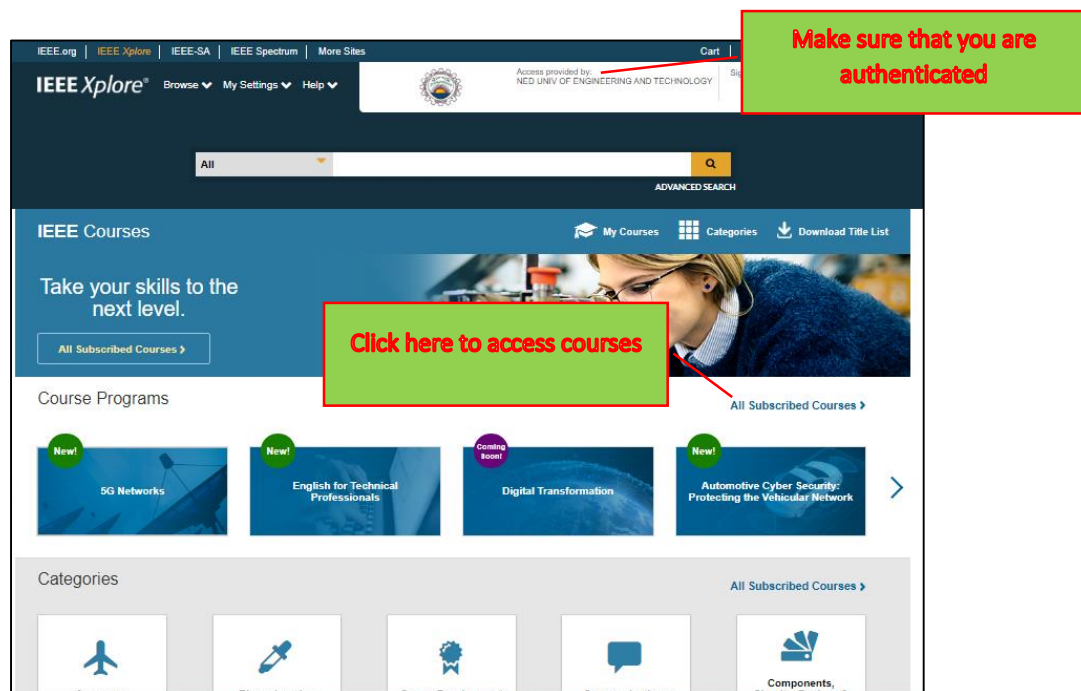 IEEE.org | IEEE Xplore | IEEE-SA | IEEE Spectrum | More Sites
Cart
Make sure that you are
authenticated
IEEE Xplore® Browse My Settings Help
Access provided by:
NED UNIV OF ENGINEERING AND TECHNOLOGY
All
ADVANCED SEARCH
IEEE Courses
My Courses
Categories
Download Title List
Take your skills to the
next level.
All Subscribed Courses >
Click here to access courses
Course Programs
All Subscribed Courses >
New!
5G Networks
New!
English for Technical
Professionals
Coming
Soon!
Digital Transformation
New!
Automotive Cyber Security:
Protecting the Vehicular Network
Categories
All Subscribed Courses >
Components,